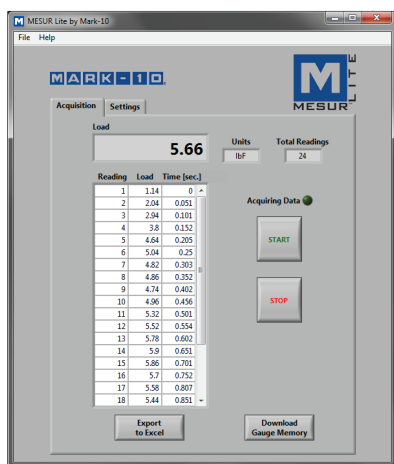 MESUR Lite by Mark-10
File Help
MARK-10
M
MESUR
LITE
Acquisition Settings
Load
5.66
Units
lbF
Total Readings
24
Reading Load Time [sec.]
1 1.14 0
2 2.04 0.051
3 2.94 0.101
4 3.8 0.152
5 4.64 0.205
6 5.04 0.25
7 4.82 0.303
8 4.86 0.352
9 4.74 0.402
10 4.96 0.456
11 5.32 0.501
12 5.52 0.554
13 5.78 0.602
14 5.9 0.651
15 5.86 0.701
16 5.7 0.752
17 5.58 0.807
18 5.44 0.851
Acquiring Data
START
STOP
Export
to Excel
Download
Gauge Memory